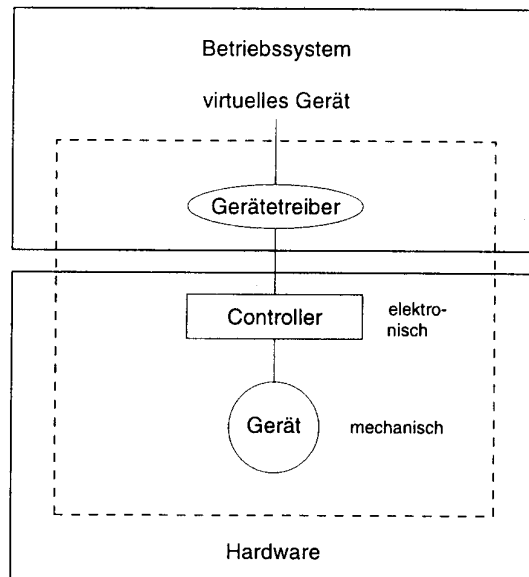 Betriebssystem
virtuelles Gerät
Gerätetreiber
Controller
elektro-
nisch
Gerät
mechanisch
Hardware